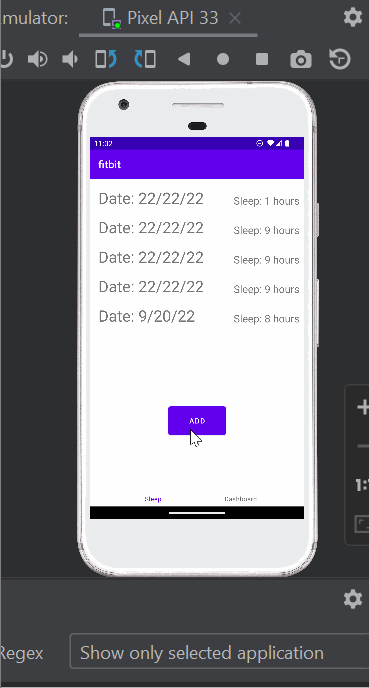 mulator:
Pixel API 33
11:02
fitbit
Date: 22/22/22
Sleep: 1 hours
Date: 22/22/22
Sleep: 9 hours
Date: 22/22/22
Sleep: 9 hours
Date: 22/22/22
Sleep: 9 hours
Date: 9/20/22
Sleep: 8 hours
ADD
Sleep
Dashboard
Regex
Show only selected application